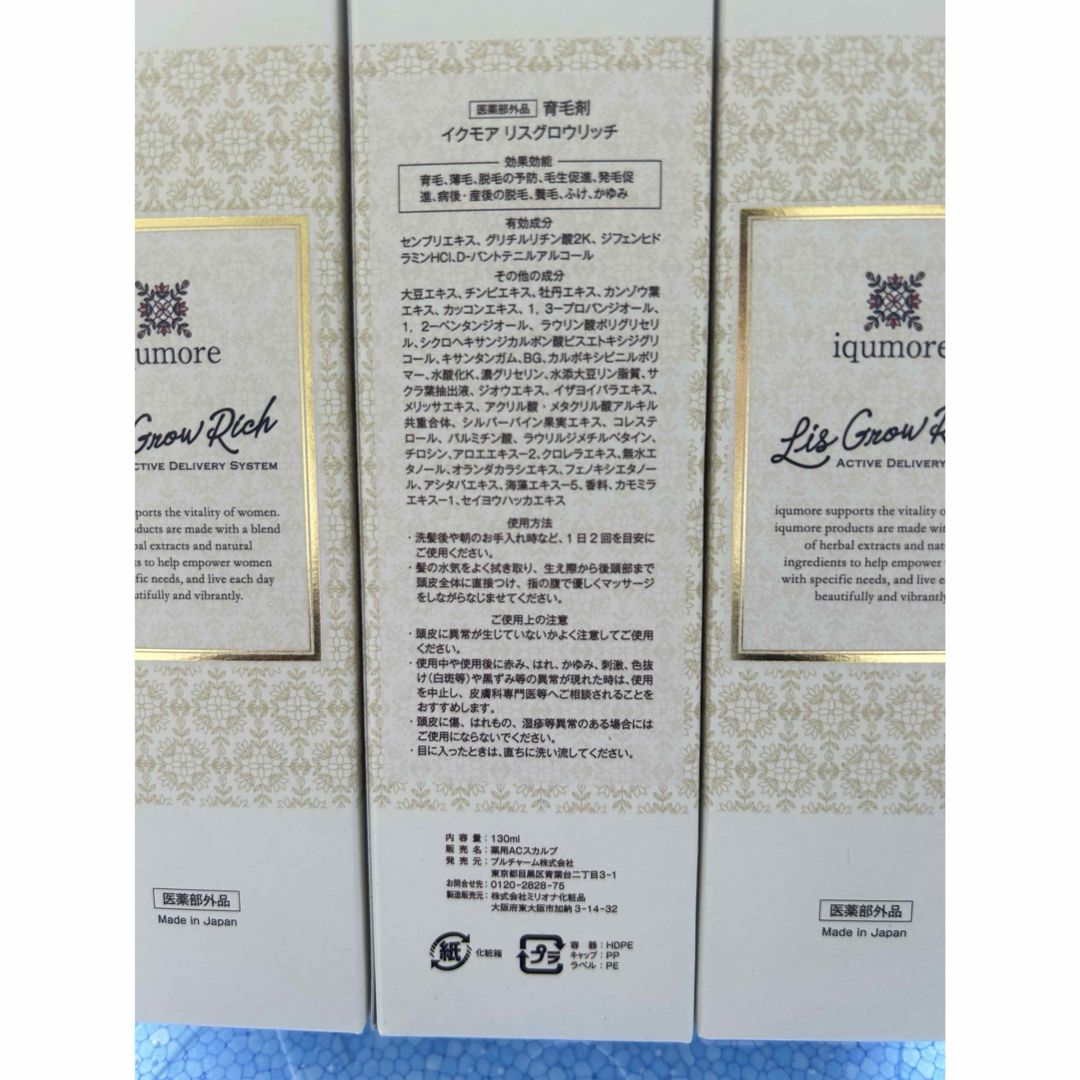 qumore
Grow Rich
ACTIVE DELIVERY SYSTEM
ports the vitality of women.
ducts are made with a blend
bal extracts and natural
ts to help empower women
fic needs, and live each day
utifully and vibrantly.
医薬部外品
Made in Japan
医薬部外品 育毛剤
イクモア リスグロウリッチ
効果効能
育毛、薄毛、脱毛の予防、毛生促進、発毛促
進、病後・産後の脱毛、養毛、ふけ、かゆみ
有効成分
センブリエキス、グリチルリチン酸2K、ジフェンヒド
ラミンHCl、D-パントテニルアルコール
その他の成分
大豆エキス、チンピエキス、牡丹エキス、カンゾウ葉
エキス、カッコンエキス、1, 3-プロパンジオール、
1, 2-ペンタンジオール、ラウリン酸ポリグリセリ
ル、シクロヘキサンジカルボン酸ビスエトキシジグリ
コール、キサンタンガム、BG、カルボキシビニルポリ
マー、水酸化K、濃グリセリン、水添大豆リン脂質、サ
クラ葉抽出液、ジオウエキス、イザヨイバラエキス、
メリッサエキス、アクリル酸・メタクリル酸アルキル
共重合体、シルバーバイン果実エキス、コレステ
ロール、パルミチン酸、ラウリルジメチルベタイン、
チロシン、アロエエキス-2、クロレラエキス、無水エ
タノール、オランダカラシエキス、フェノキシエタノー
ル、アシタバエキス、海藻エキス-5、香料、カモミラ
エキス-1、セイヨウハッカエキス
使用方法
・洗髪後や朝のお手入れ時など、1日2回を目安に
ご使用ください。
・髪の水気をよく拭き取り、生え際から後頭部まで
頭皮全体に直接つけ、指の腹で優しくマッサージ
をしながらなじませてください。
ご使用上の注意
・頭皮に異常が生じていないかよく注意してご使用
ください。
・使用中や使用後に赤み、はれ、かゆみ、刺激、色抜
け(白斑等)や黒ずみ等の異常が現れた時は、使用
を中止し、皮膚科専門医等へご相談されることを
おすすめします。
・頭皮に傷、はれもの、湿疹等異常のある場合には
ご使用にならないでください。
・目に入ったときは、直ちに洗い流してください。
内容量：130ml
販売名：薬用ACスカルプ
発売元：ブルチャーム株式会社
東京都目黒区青葉台二丁目3-1
お問合せ先：0120-2828-75
製造販売元：株式会社ミリオナ化粧品
大阪府東大阪市加納 3-14-32
紙 化粧箱
プラ
容器：HDPE
キャップ：PP
ラベル：PE
iqumore
Lis Grow R
ACTIVE DELIVERY
iqumore supports the vitality o
iqumore products are made wit
of herbal extracts and nat
ingredients to help empower
with specific needs, and live e
beautifully and vibrantly
医薬部外品
Made in Japan